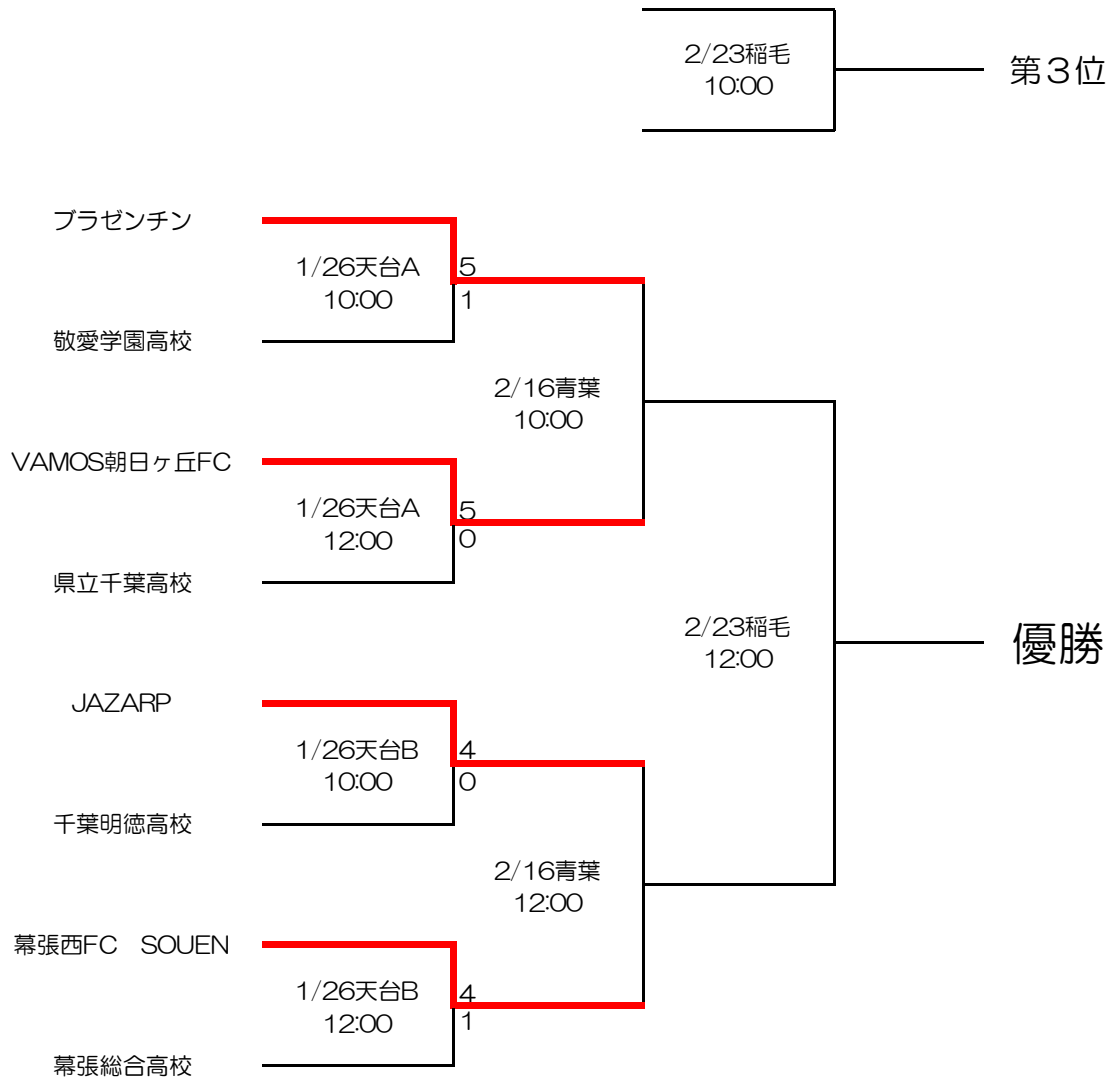 2/23稲毛
10:00
第3位
ブラゼンチン
1/26天台A
10:00
5
1
敬愛学園高校
2/16青葉
10:00
VAMOS朝日ヶ丘FC
1/26天台A
12:00
5
0
県立千葉高校
2/23稲毛
12:00
優勝
JAZARP
1/26天台B
10:00
4
0
千葉明徳高校
2/16青葉
12:00
幕張西FC　SOUEN
1/26天台B
12:00
4
1
幕張総合高校